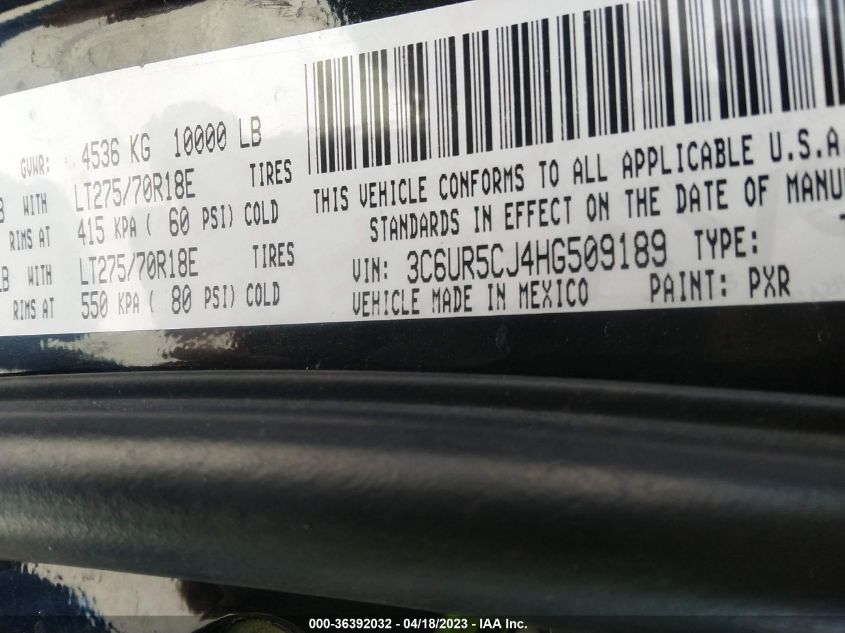 GVWR: 4536 KG 10000 LB
WITH LT275/70R18E TIRES
RIMS AT 415 KPA ( 60 PSI) COLD
LB WITH LT275/70R18E TIRES
RIMS AT 550 KPA ( 80 PSI) COLD
THIS VEHICLE CONFORMS TO ALL APPLICABLE U.S.A
STANDARDS IN EFFECT ON THE DATE OF MANU
VIN: 3C6UR5CJ4HG509189 TYPE:
VEHICLE MADE IN MEXICO PAINT: PXR
000-36392032 - 04/18/2023 - IAA Inc.